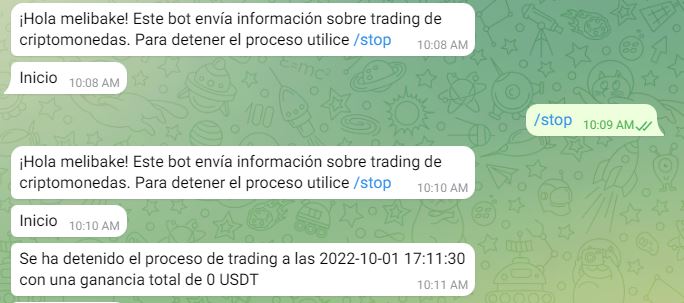 ¡Hola melibake! Este bot envía información sobre trading de
criptomonedas. Para detener el proceso utilice /stop 10:08 AM
Inicio 10:08 AM
/stop 10:09 AM
¡Hola melibake! Este bot envía información sobre trading de
criptomonedas. Para detener el proceso utilice /stop 10:10 AM
Inicio 10:10 AM
Se ha detenido el proceso de trading a las 2022-10-01 17:11:30
con una ganancia total de 0 USDT 10:11 AM